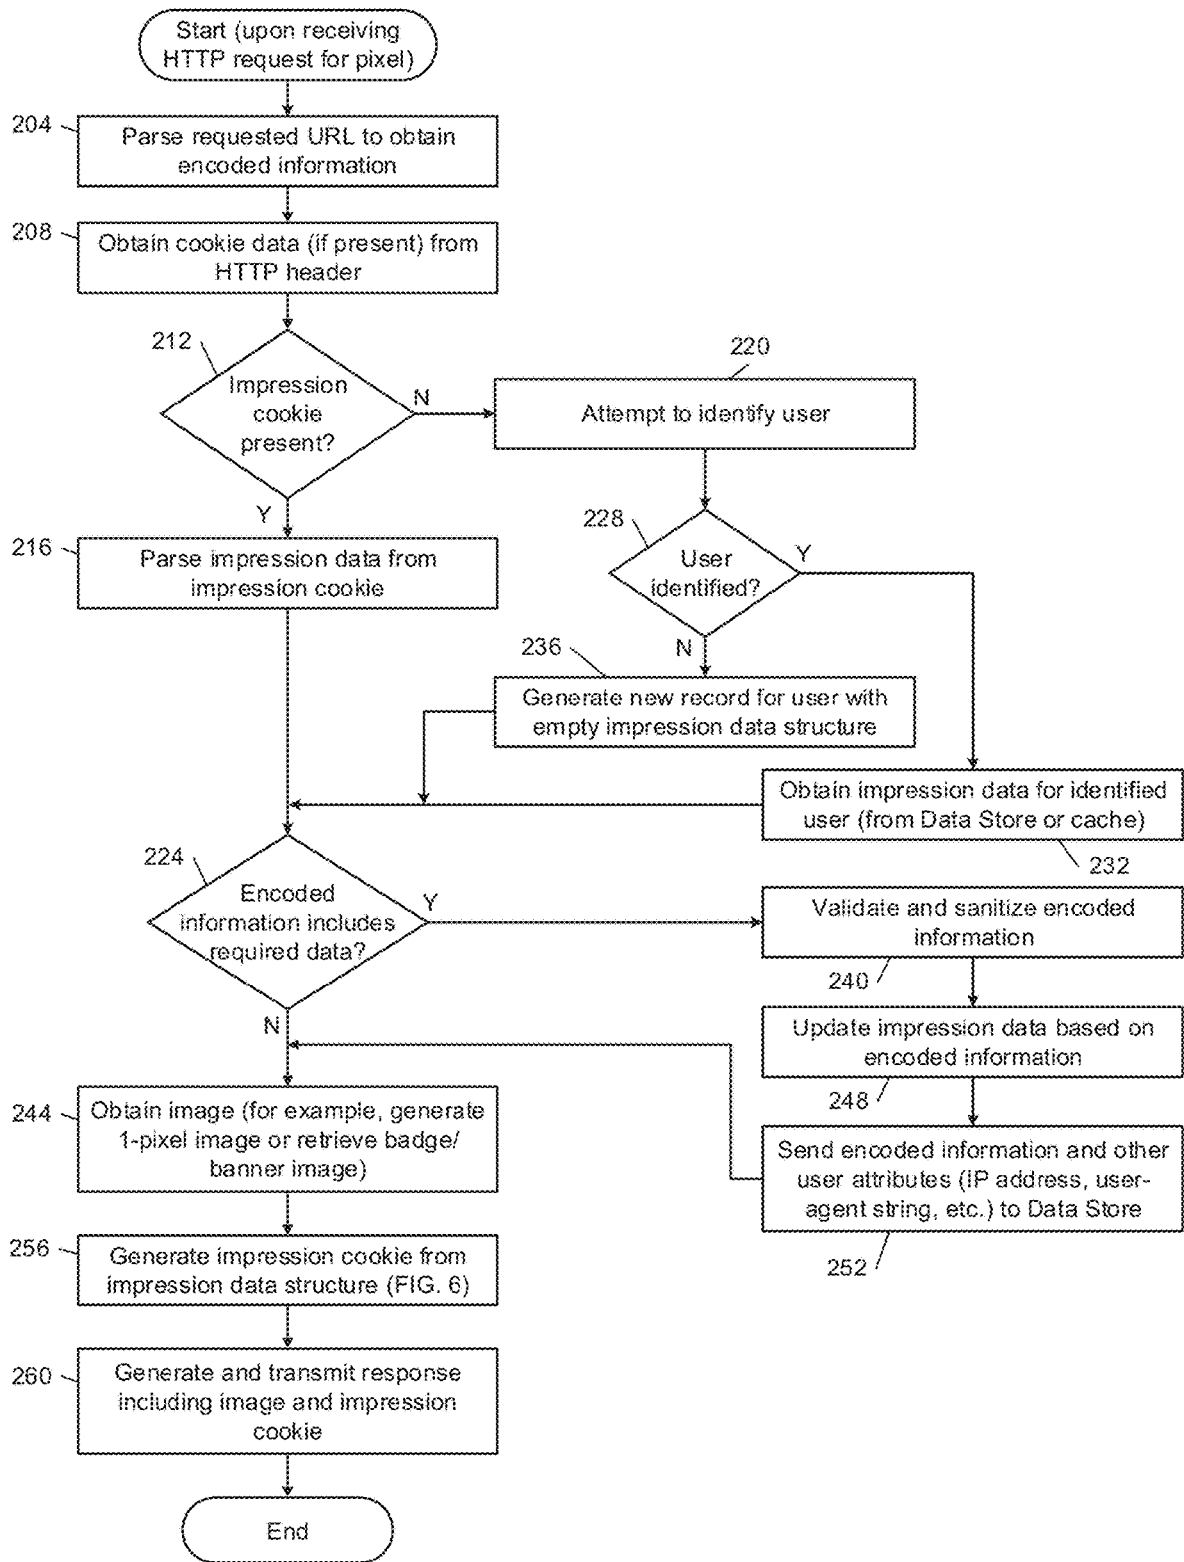 Start (upon receiving
HTTP request for pixel)
204
Parse requested URL to obtain
encoded information
208
Obtain cookie data (if present) from
HTTP header
212
Impression
cookie
present?
N
Y
220
Attempt to identify user
216
Parse impression data from
impression cookie
228
User
identified?
Y
N
236
Generate new record for user with
empty impression data structure
Obtain impression data for identified
user (from Data Store or cache)
232
224
Encoded
information includes
required data?
Y
N
Validate and sanitize encoded
information
240
Update impression data based on
encoded information
248
244
Obtain image (for example, generate
1-pixel image or retrieve badge/
banner image)
Send encoded information and other
user attributes (IP address, user-
agent string, etc.) to Data Store
252
256
Generate impression cookie from
impression data structure (FIG. 6)
260
Generate and transmit response
including image and impression
cookie
End